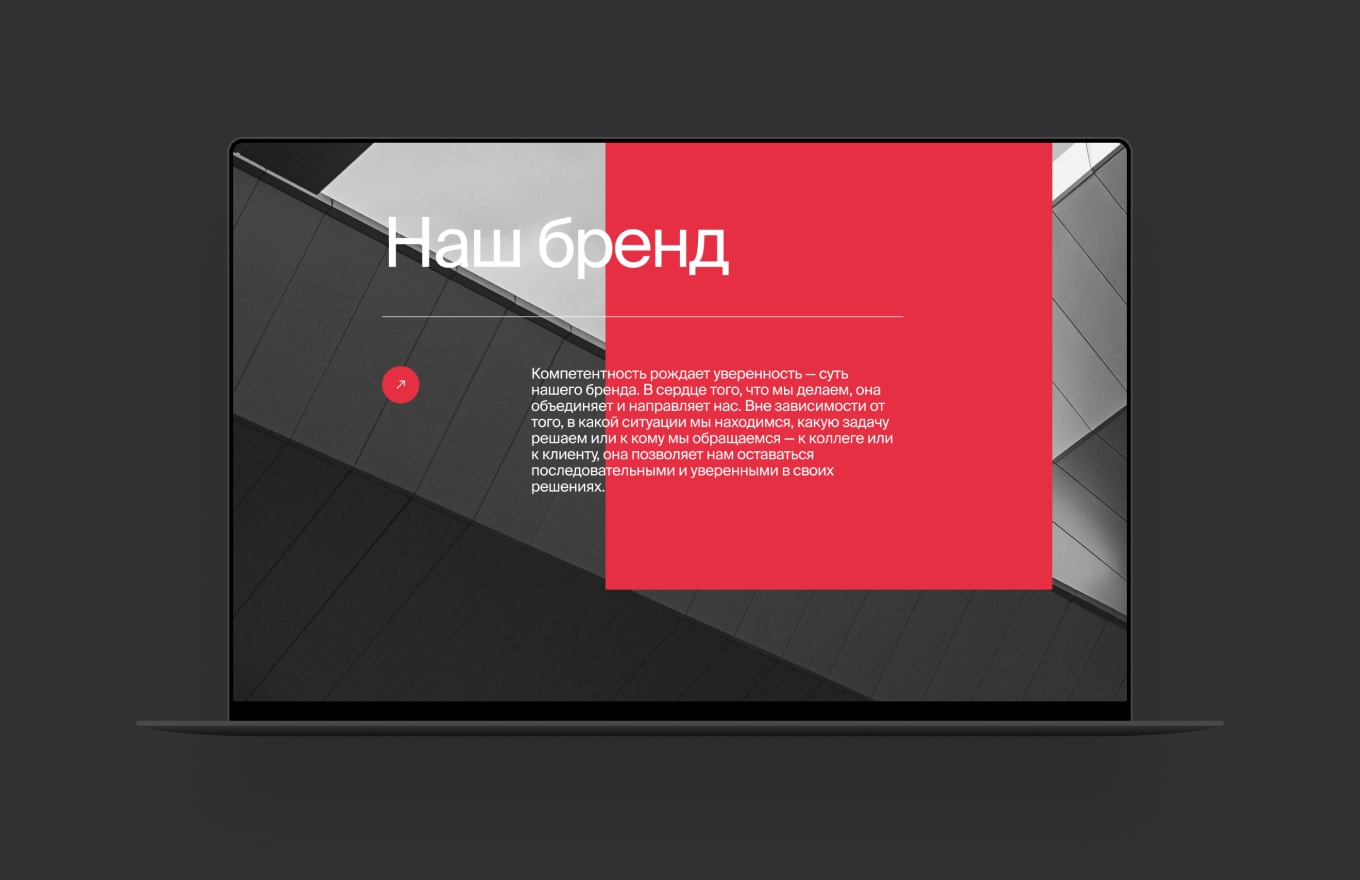 Наш бренд
Компетентность рождает уверенность — суть
нашего бренда. В сердце того, что мы делаем, она
объединяет и направляет нас. Вне зависимости от
того, в какой ситуации мы находимся, какую задачу
решаем или к кому мы обращаемся — к коллеге или
к клиенту, она позволяет нам оставаться
последовательными и уверенными в своих
решениях.